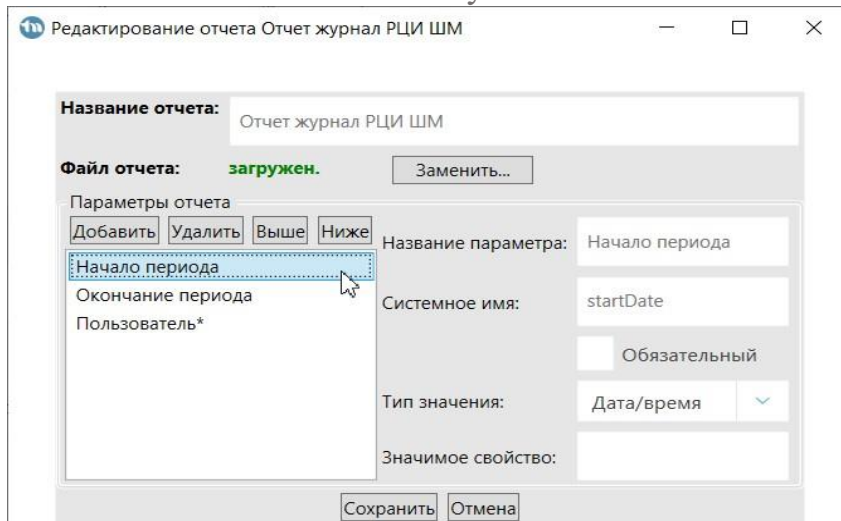 Редактирование отчета Отчет журнал РЦИ ШМ
Название отчета: Отчет журнал РЦИ ШМ
Файл отчета: загружен. Заменить...
Параметры отчета
Добавить Удалить Выше Ниже
Начало периода
Окончание периода
Пользователь*
Название параметра: Начало периода
Системное имя: startDate
Обязательный
Тип значения: Дата/время
Значимое свойство:
Сохранить Отмена